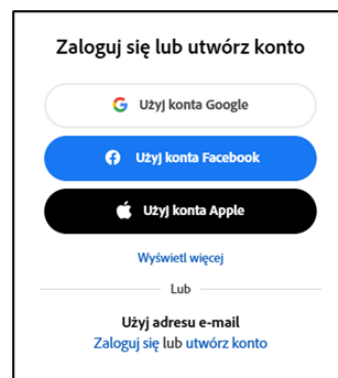 Zaloguj się lub utwórz konto
Użyj konta Google
Użyj konta Facebook
Użyj konta Apple
Wyświetl więcej
Lub
Użyj adresu e-mail
Zaloguj się lub utwórz konto